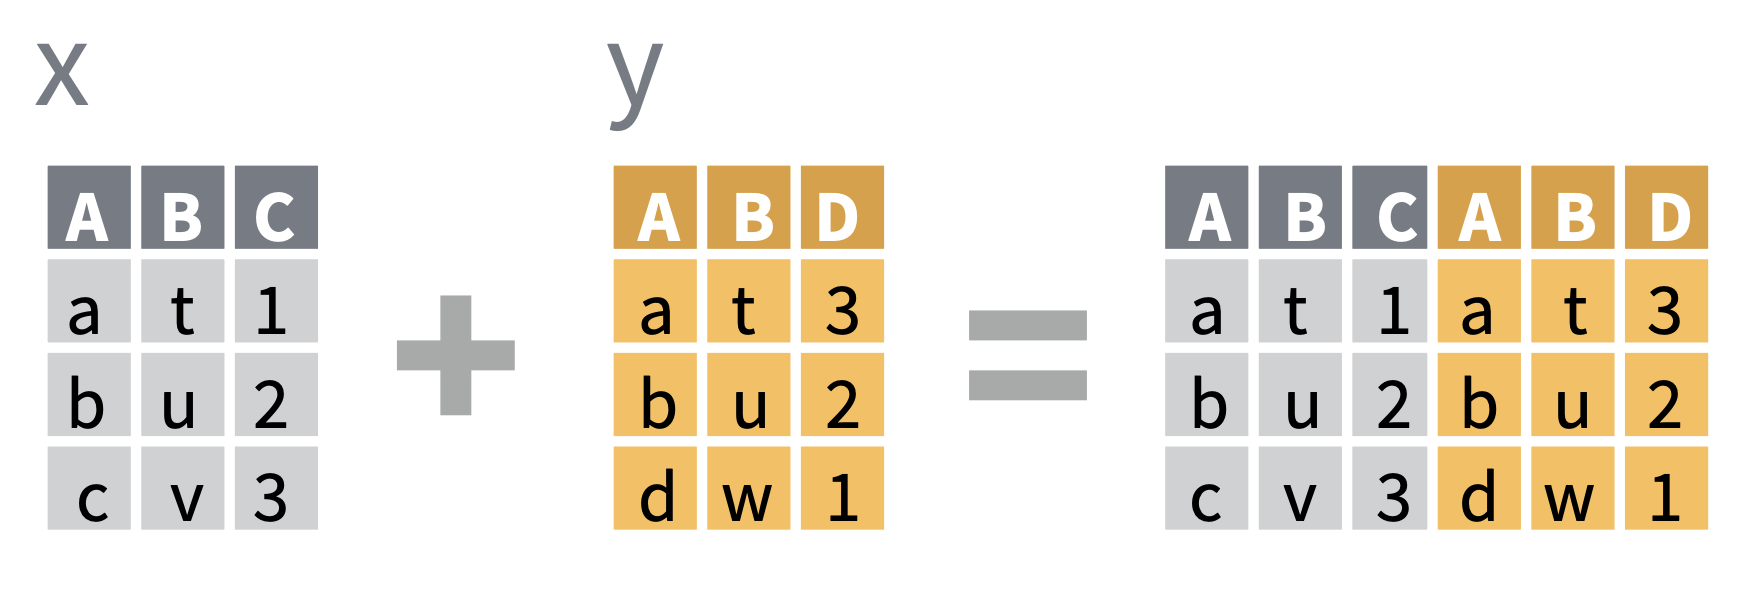 x y
A B C A B D A B C A B D
a t 1 a t 3 a t 1 a t 3
b u 2 + b u 2 = b u 2 b u 2
c v 3 d w 1 c v 3 d w 1